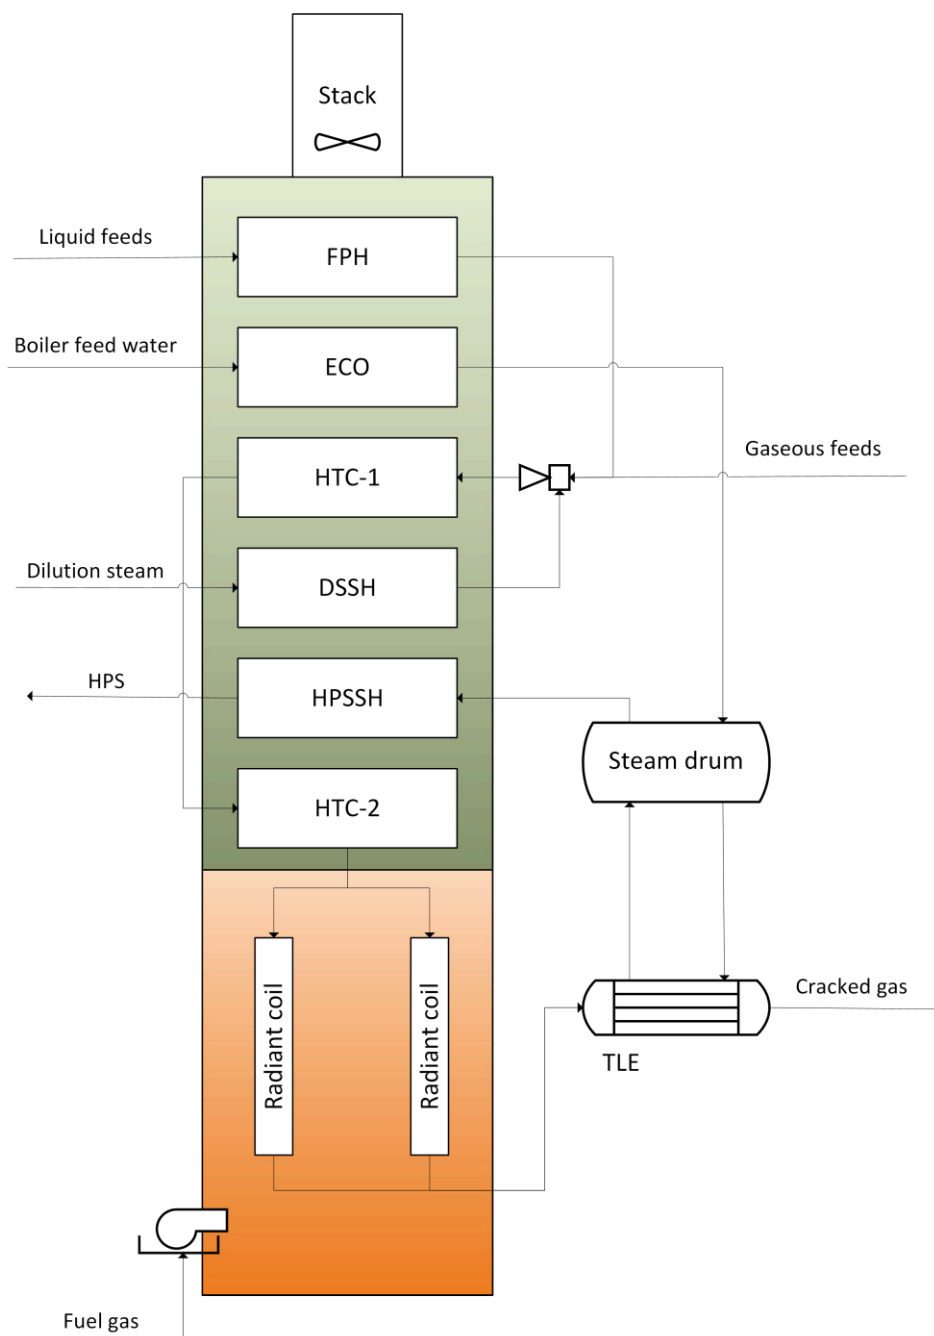 Stack
Liquid feeds
FPH
Boiler feed water
ECO
Gaseous feeds
HTC-1
Dilution steam
DSSH
HPS
HPSSH
Steam drum
HTC-2
Radiant coil
Radiant coil
Cracked gas
TLE
Fuel gas